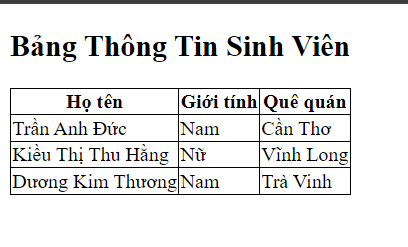 Bảng Thông Tin Sinh Viên
Họ tên Giới tính Quê quán
Trần Anh Đức Nam Cần Thơ
Kiều Thị Thu Hằng Nữ Vĩnh Long
Dương Kim Thương Nam Trà Vinh